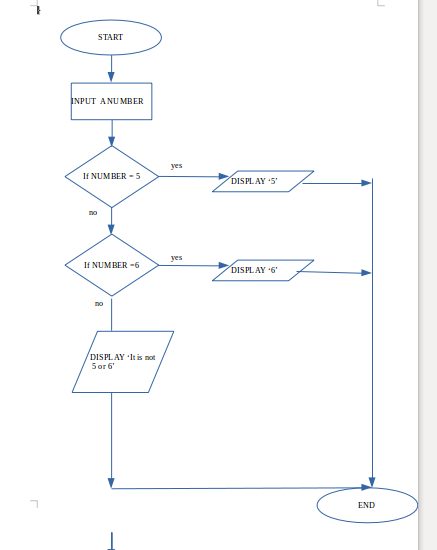 START
INPUT A NUMBER
If NUMBER = 5
yes
DISPLAY ‘5’
no
If NUMBER =6
yes
DISPLAY ‘6’
no
DISPLAY ‘It is not
5 or 6’
END